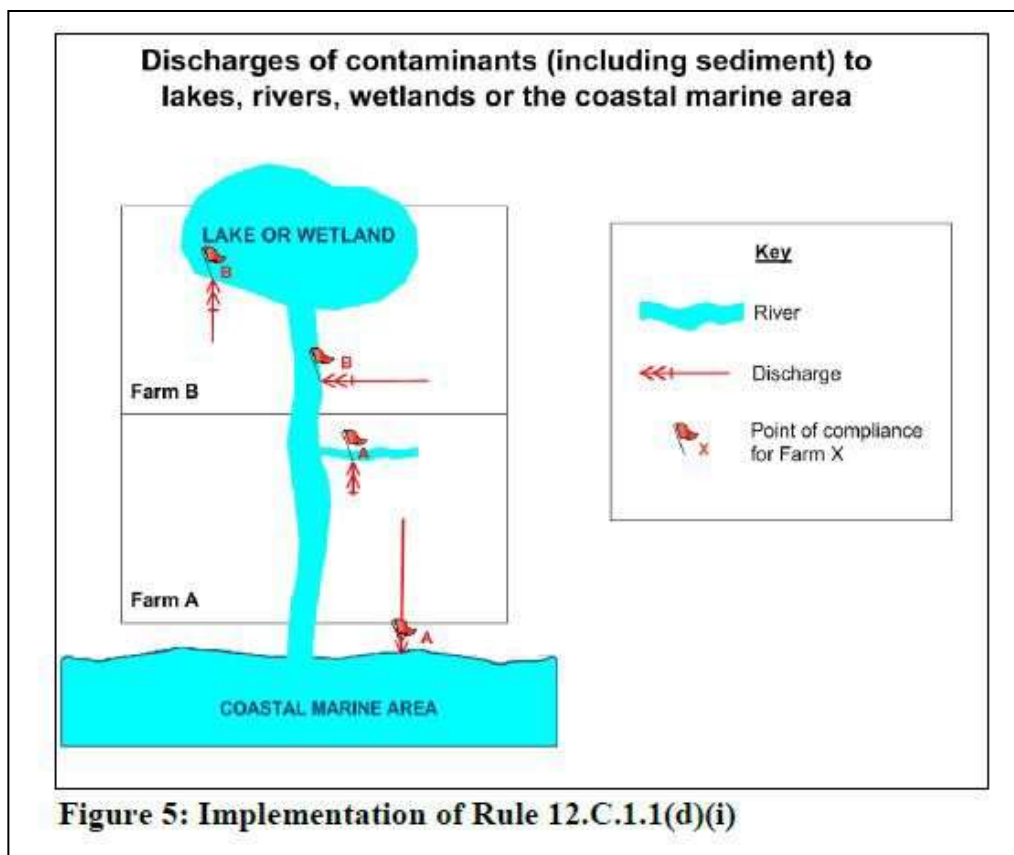 Discharges of contaminants (including sediment) to
lakes, rivers, wetlands or the coastal marine area
LAKE OR WETLAND
B
B
Farm B
A
Farm A
A
COASTAL MARINE AREA
Key
River
Discharge
X
Point of compliance
for Farm X
Figure 5: Implementation of Rule 12.C.1.1(d)(i)